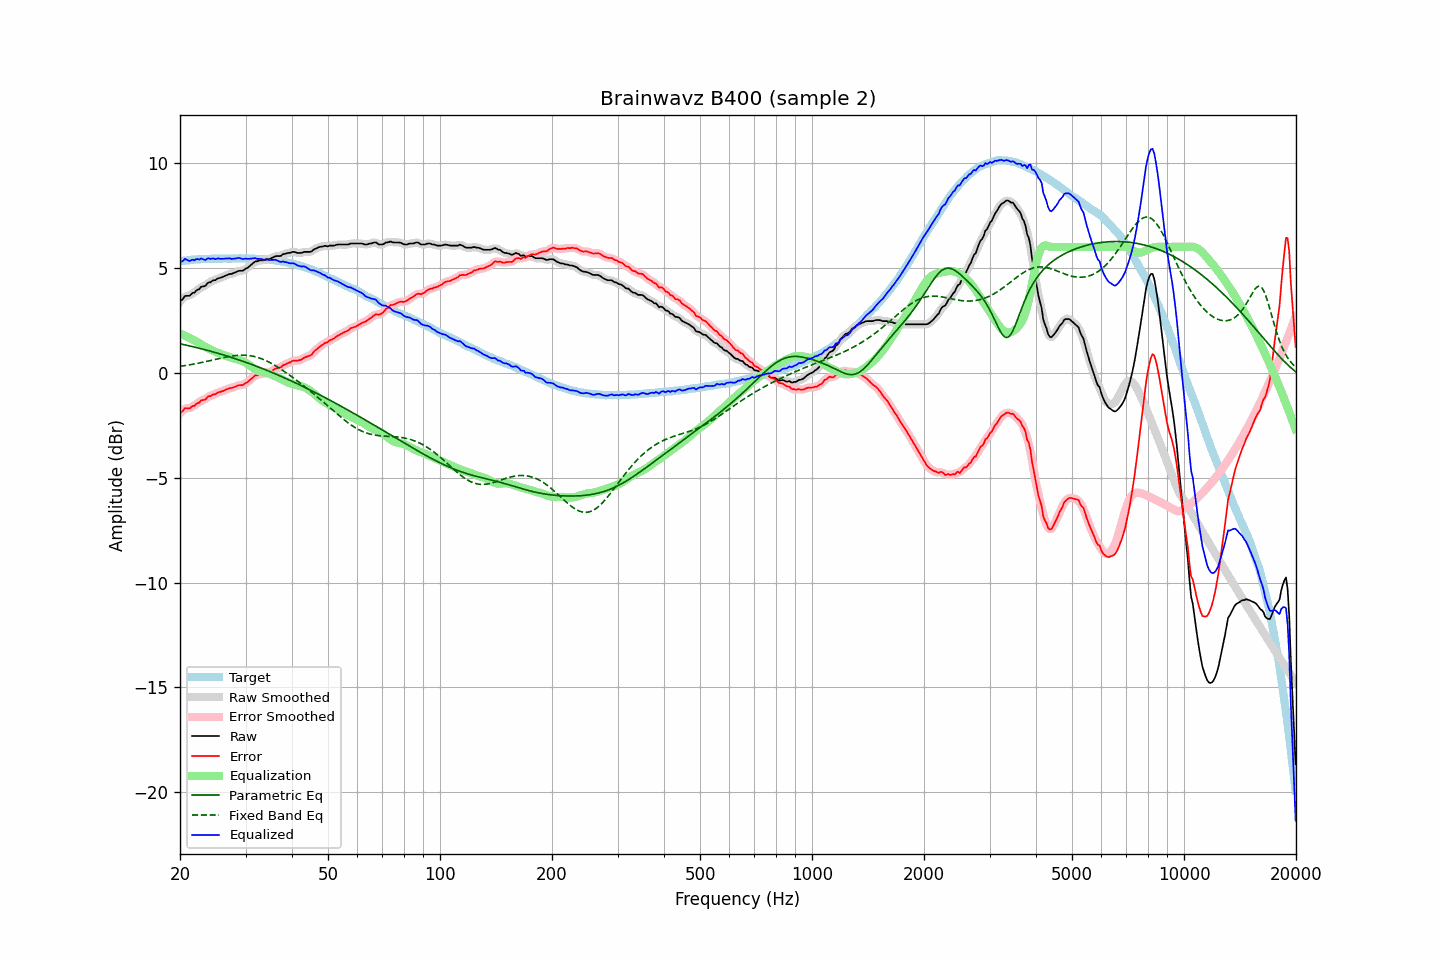 Brainwavz B400 (sample 2)
10
5
0
−5
−10
−15
−20
Amplitude (dBr)
Target
Raw Smoothed
Error Smoothed
Raw
Error
Equalization
Parametric Eq
Fixed Band Eq
Equalized
20 50 100 200 500 1000 2000 5000 10000 20000
Frequency (Hz)